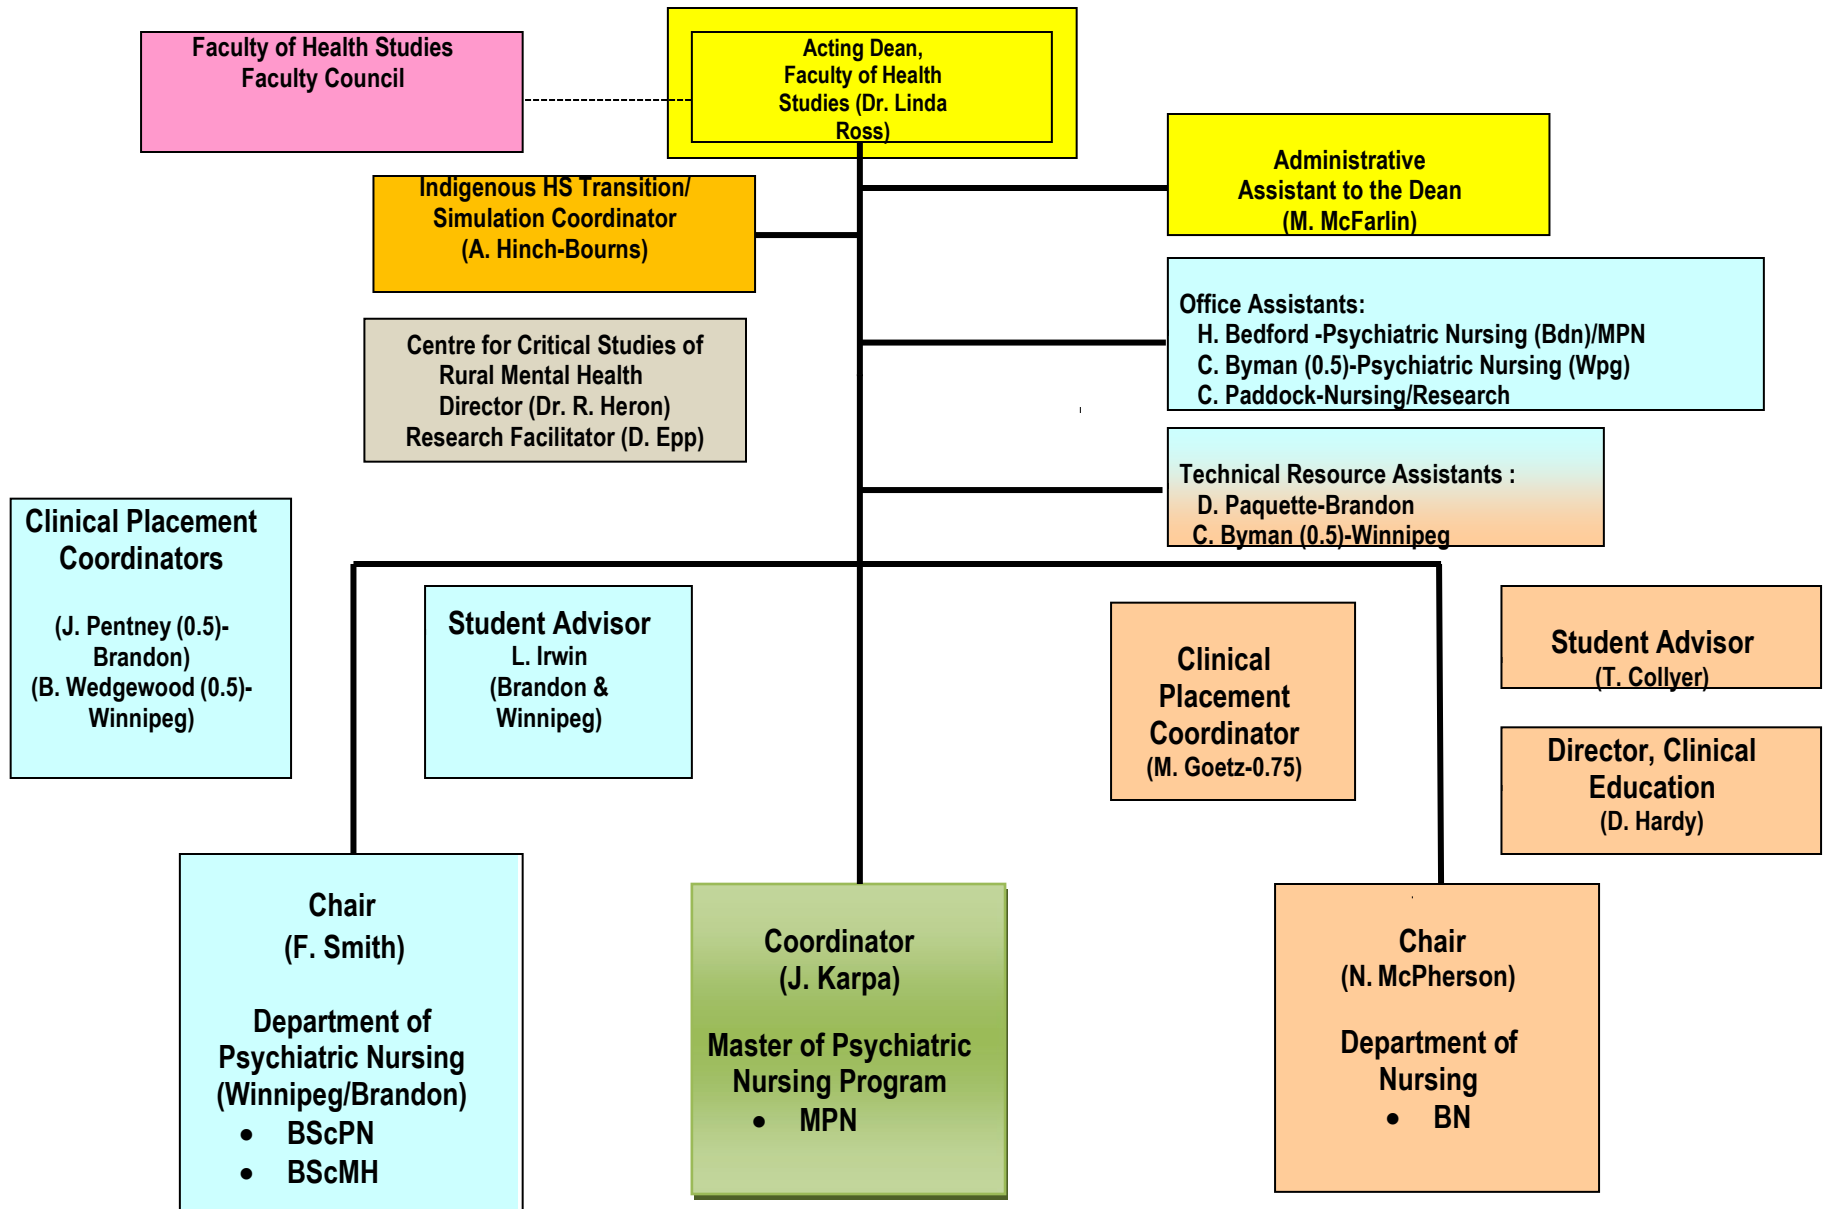 Faculty of Health Studies
Faculty Council
Acting Dean,
Faculty of Health
Studies (Dr. Linda
Ross)
Administrative
Assistant to the Dean
(M. McFarlin)
Indigenous HS Transition/
Simulation Coordinator
(A. Hinch-Bourns)
Office Assistants:
H. Bedford -Psychiatric Nursing (Bdn)/MPN
C. Byman (0.5)-Psychiatric Nursing (Wpg)
C. Paddock-Nursing/Research
Centre for Critical Studies of
Rural Mental Health
Director (Dr. R. Heron)
Research Facilitator (D. Epp)
Technical Resource Assistants :
D. Paquette-Brandon
C. Byman (0.5)-Winnipeg
Clinical Placement
Coordinators
(J. Pentney (0.5)-
Brandon)
(B. Wedgewood (0.5)-
Winnipeg)
Student Advisor
L. Irwin
(Brandon &
Winnipeg)
Clinical
Placement
Coordinator
(M. Goetz-0.75)
Student Advisor
(T. Collyer)
Director, Clinical
Education
(D. Hardy)
Chair
(F. Smith)
Department of
Psychiatric Nursing
(Winnipeg/Brandon)
• BScPN
• BScMH
Coordinator
(J. Karpa)
Master of Psychiatric
Nursing Program
• MPN
Chair
(N. McPherson)
Department of
Nursing
• BN